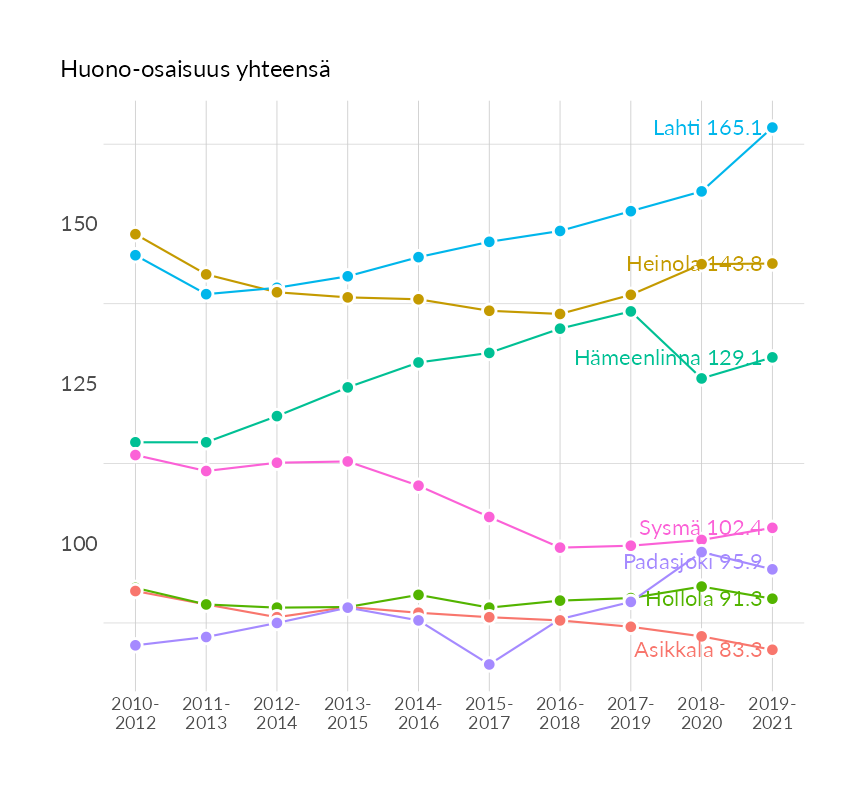 Huono-osaisuus yhteensä
Lahti 165.1
150
Heinola 143.8
Hämeenlinna 129.1
125
Sysmä 102.4
100
Padasjoki 95.9
Hollola 91.3
Asikkala 83.3
2010- 2011- 2012- 2013- 2014- 2015- 2016- 2017- 2018- 2019-
2012 2013 2014 2015 2016 2017 2018 2019 2020 2021